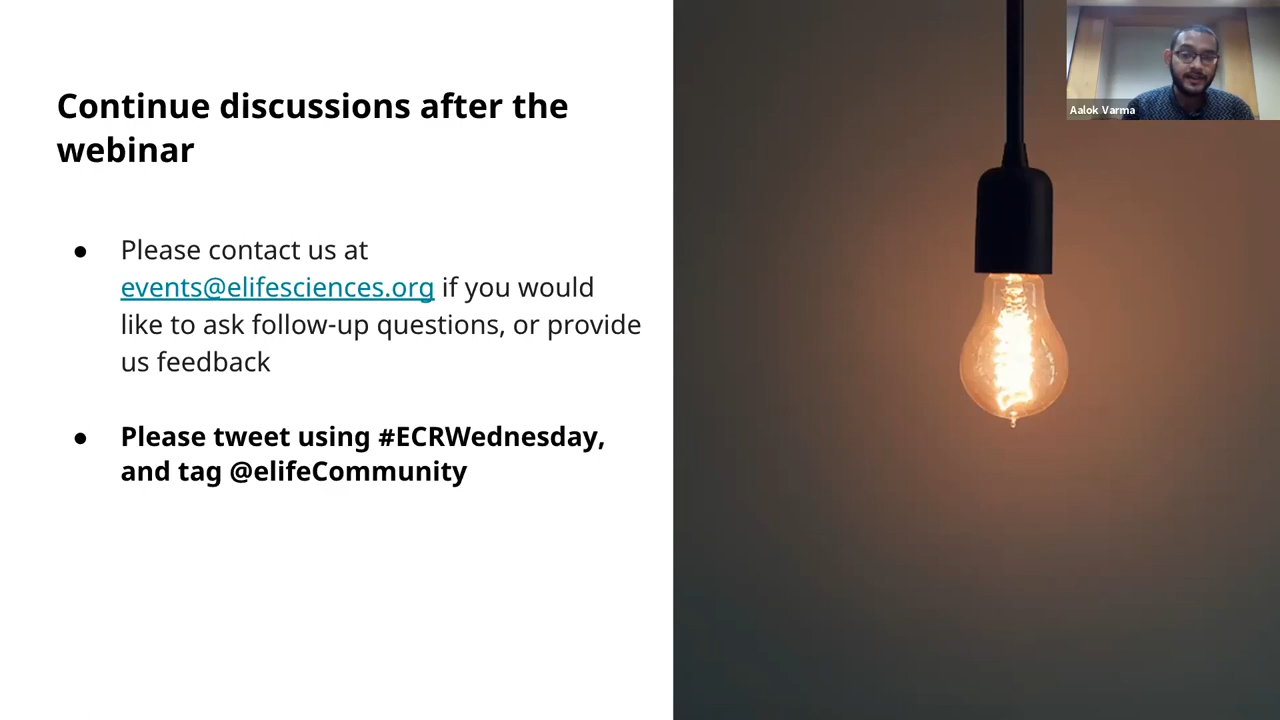 Continue discussions after the
webinar
● Please contact us at
events@elifesciences.org if you would
like to ask follow-up questions, or provide
us feedback
● Please tweet using #ECRWednesday,
and tag @elifeCommunity
Aalok Varma